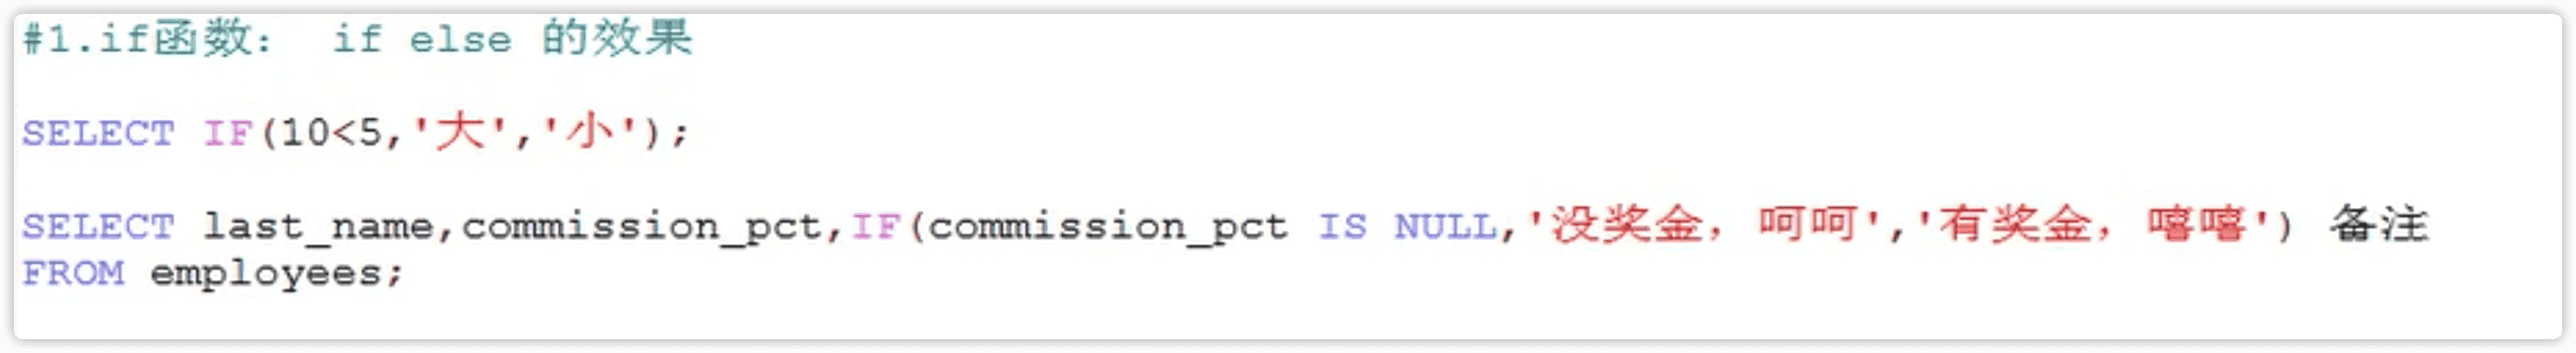 #1.if函数： if else 的效果
SELECT IF(10<5,'大','小');
SELECT last_name,commission_pct,IF(commission_pct IS NULL,'没奖金，呵呵','有奖金，嘻嘻') 备注
FROM employees;